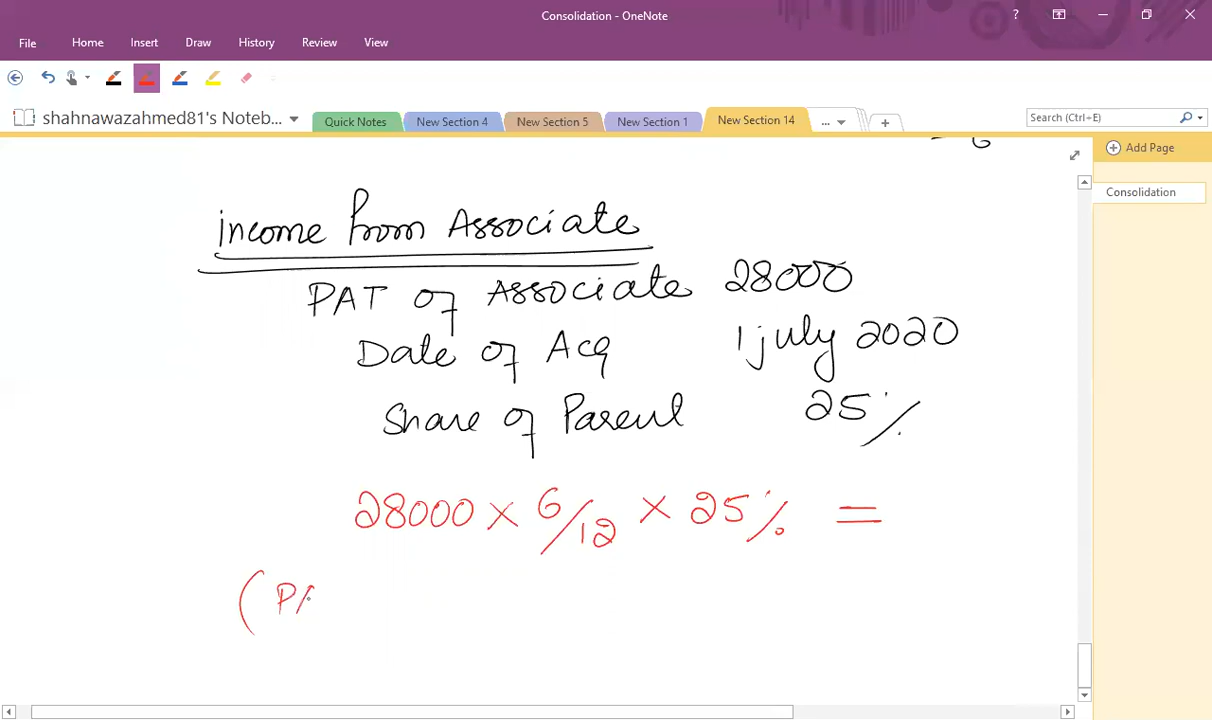 Consolidation - OneNote
?
File Home Insert Draw History Review View
shahnawazahmed81's Noteb... Quick Notes New Section 4 New Section 5 New Section 1 New Section 14 ... Search (Ctrl+E)
Add Page
Consolidation
income from Associate
PAT of Associate 28000
Date of Acq 1 july 2020
Share of Parent 25%
28000 × 6/12 × 25% =
(P